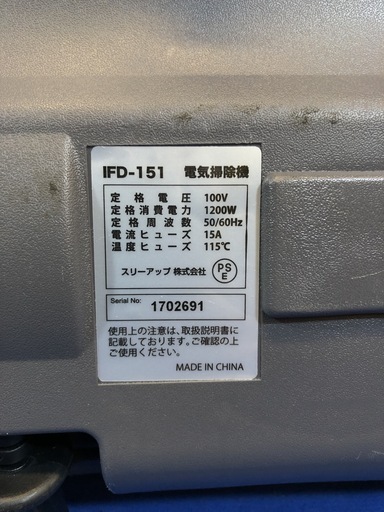 IFD-151 電気掃除機
定格電圧 100V
定格消費電力 1200W
定格周波数 50/60Hz
電流ヒューズ 15A
温度ヒューズ 115℃
スリーアップ 株式会社 PSE
Serial No: 1702691
使用上の注意は、取扱説明書に
記載しております。ご確認の上
ご使用ください。
MADE IN CHINA